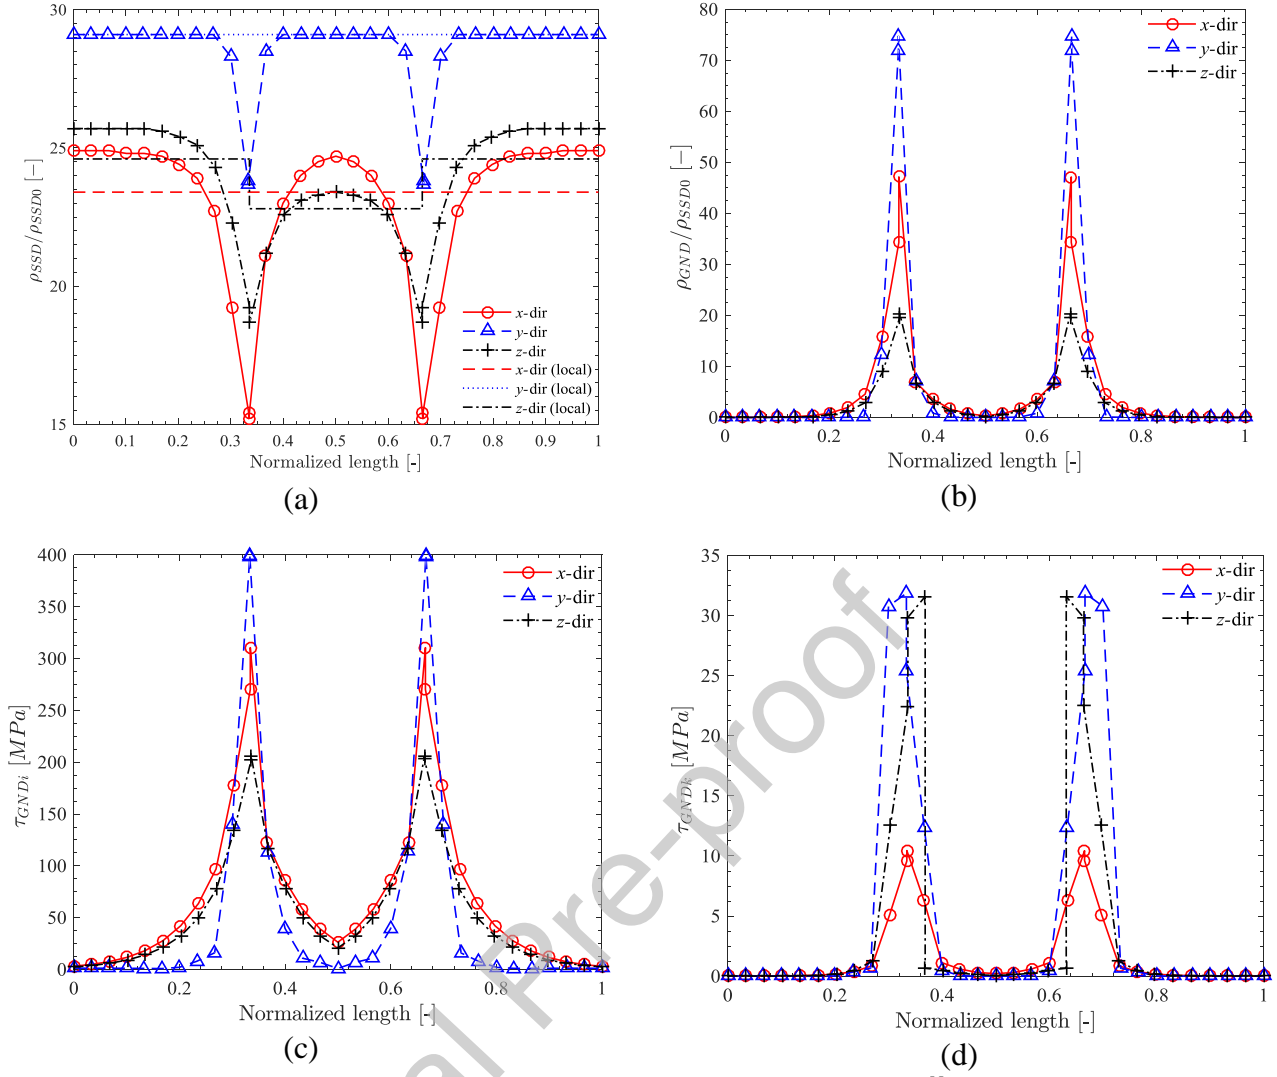 30
25
20
15
ρSSD/ρSSD0 [−]
0 0.1 0.2 0.3 0.4 0.5 0.6 0.7 0.8 0.9 1
Normalized length [-]
x-dir
y-dir
z-dir
x-dir (local)
y-dir (local)
z-dir (local)
(a)
80
70
60
50
40
30
20
10
0
ρGND/ρSSD0 [−]
0 0.2 0.4 0.6 0.8 1
Normalized length [-]
x-dir
y-dir
z-dir
(b)
400
350
300
250
200
150
100
50
0
τGNDi [MPa]
0 0.2 0.4 0.6 0.8 1
Normalized length [-]
x-dir
y-dir
z-dir
(c)
35
30
25
20
15
10
5
0
τGNDk [MPa]
0 0.2 0.4 0.6 0.8 1
Normalized length [-]
x-dir
y-dir
z-dir
(d)
al Pre-proof